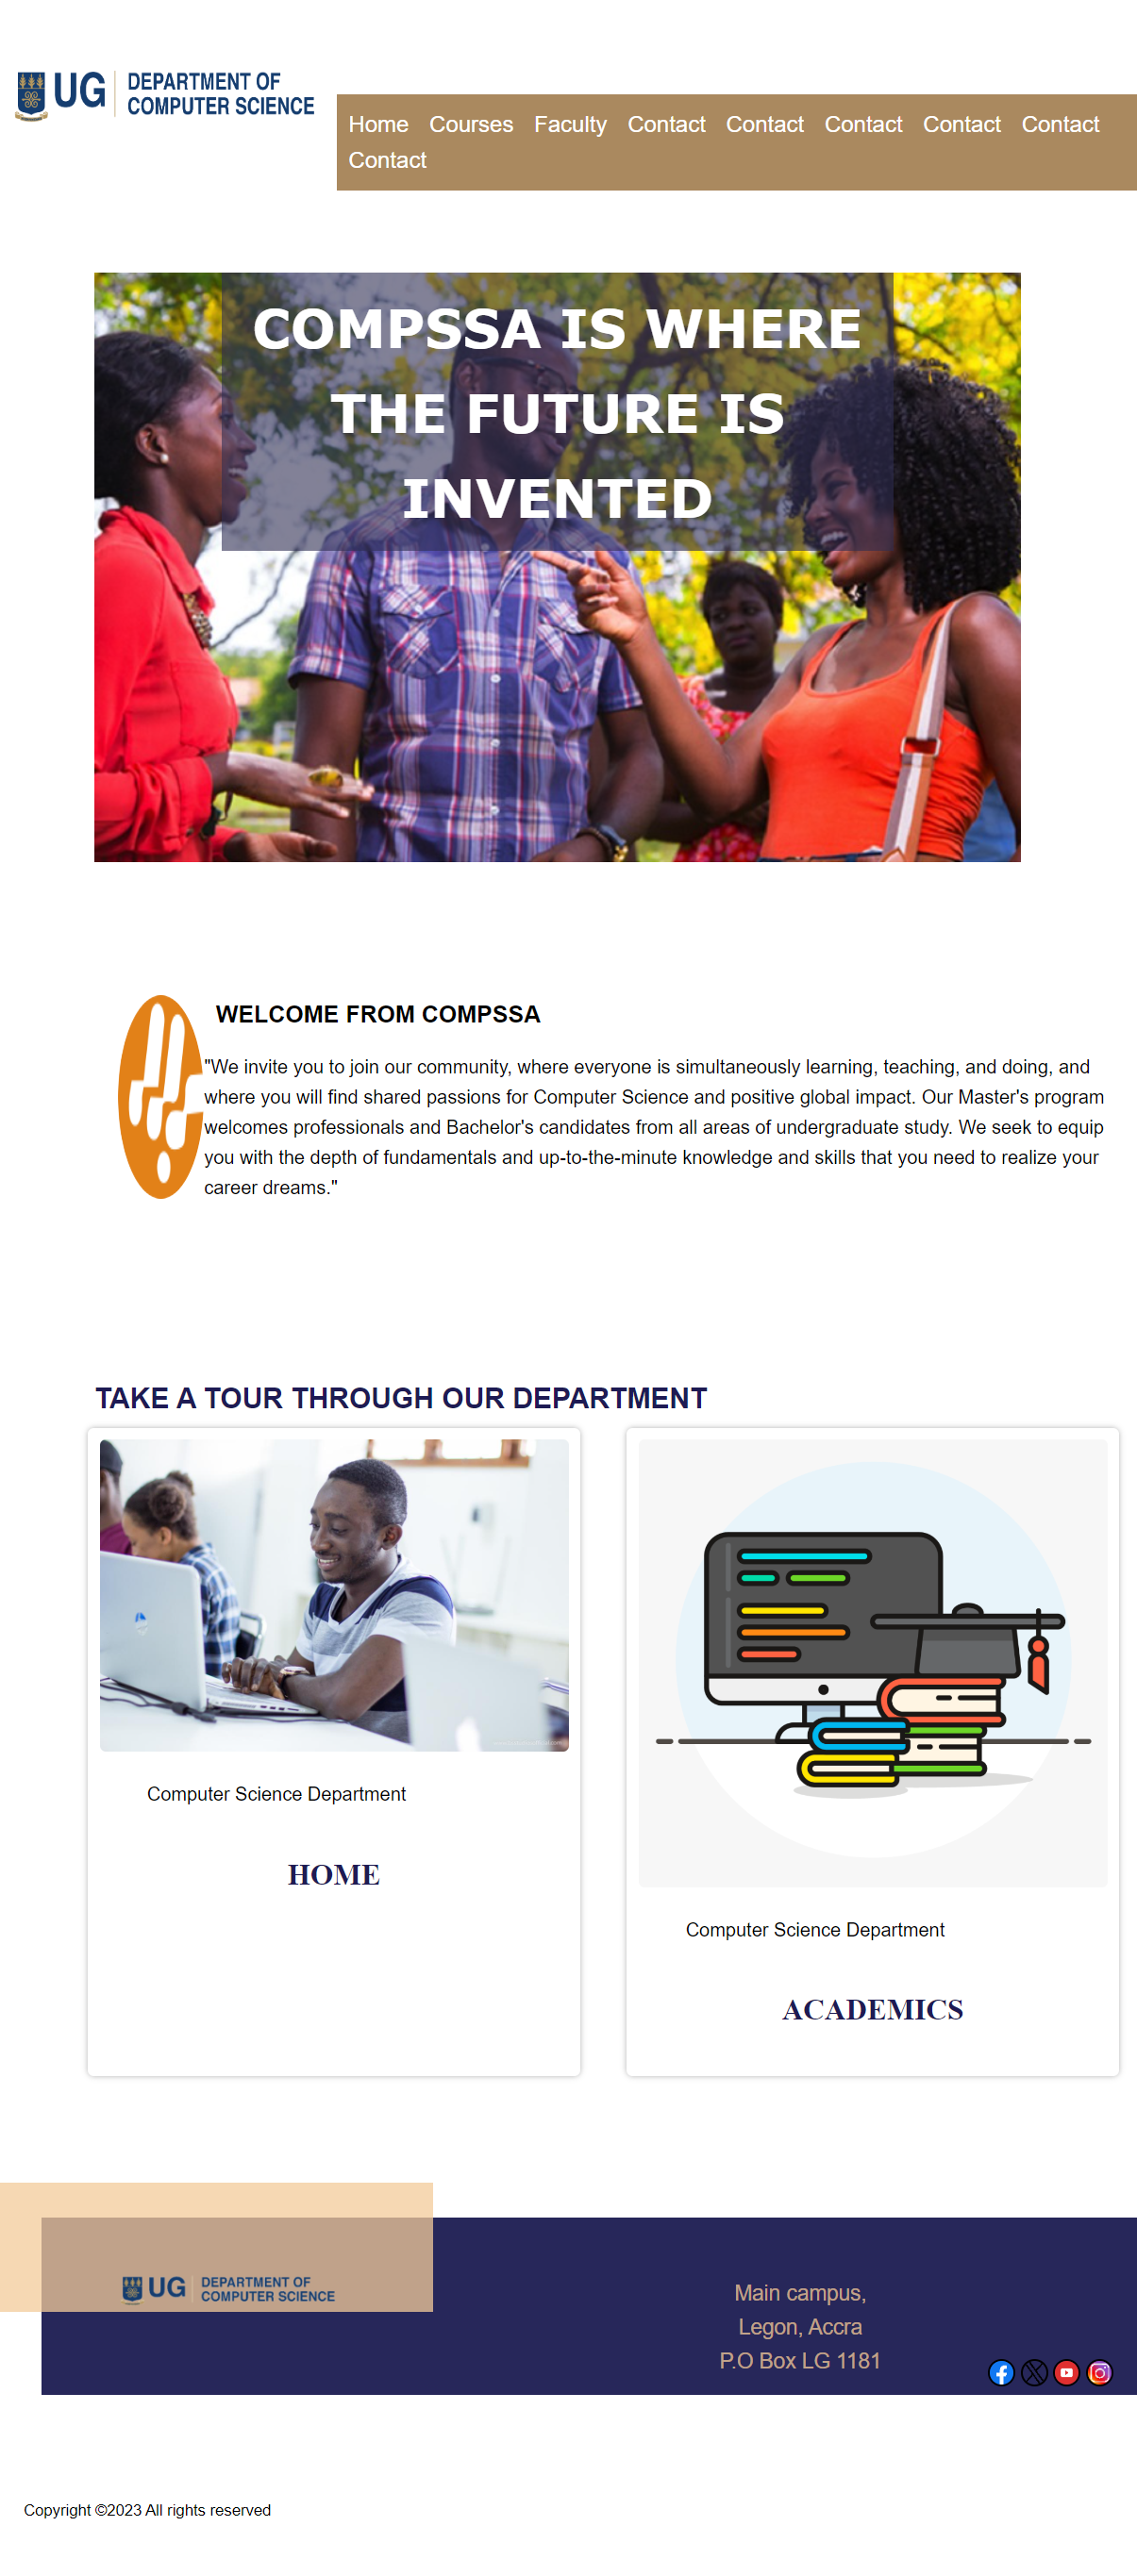 UG DEPARTMENT OF
COMPUTER SCIENCE
Home Courses Faculty Contact Contact Contact Contact Contact
Contact
COMPSSA IS WHERE
THE FUTURE IS
INVENTED
WELCOME FROM COMPSSA
"We invite you to join our community, where everyone is simultaneously learning, teaching, and doing, and
where you will find shared passions for Computer Science and positive global impact. Our Master's program
welcomes professionals and Bachelor's candidates from all areas of undergraduate study. We seek to equip
you with the depth of fundamentals and up-to-the-minute knowledge and skills that you need to realize your
career dreams."
TAKE A TOUR THROUGH OUR DEPARTMENT
Computer Science Department
HOME
Computer Science Department
ACADEMICS
UG DEPARTMENT OF
COMPUTER SCIENCE
Main campus,
Legon, Accra
P.O Box LG 1181
Copyright ©2023 All rights reserved